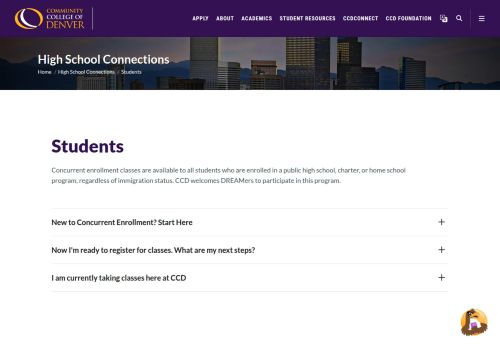 COMMUNITY
COLLEGE OF
DENVER
APPLY ABOUT ACADEMICS STUDENT RESOURCES CCDCONNECT CCD FOUNDATION
High School Connections
Home / High School Connections / Students
Students
Concurrent enrollment classes are available to all students who are enrolled in a public high school, charter, or home school
program, regardless of immigration status. CCD welcomes DREAMers to participate in this program.
New to Concurrent Enrollment? Start Here
Now I'm ready to register for classes. What are my next steps?
I am currently taking classes here at CCD